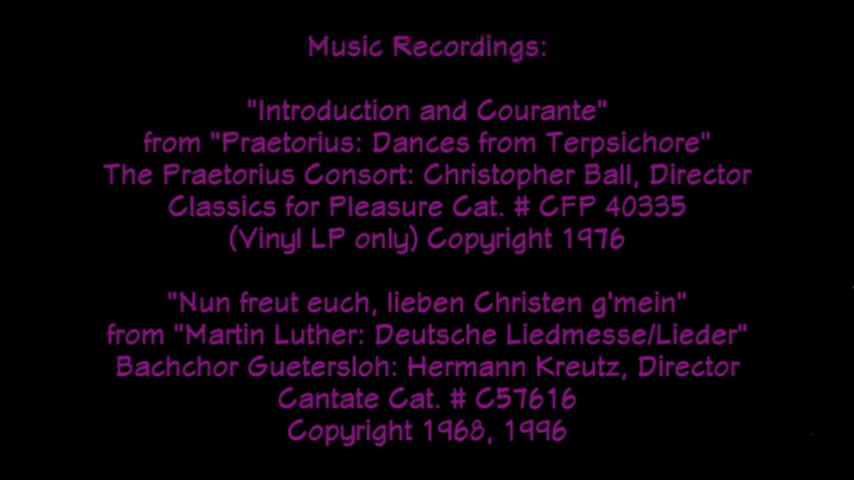 Music Recordings:
"Introduction and Courante"
from "Praetorius: Dances from Terpsichore"
The Praetorius Consort: Christopher Ball, Director
Classics for Pleasure Cat. # CFP 40335
(Vinyl LP only) Copyright 1976
"Nun freut euch, lieben Christen g'mein"
from "Martin Luther: Deutsche Liedmesse/Lieder"
Bachchor Guetersloh: Hermann Kreutz, Director
Cantate Cat. # C57616
Copyright 1968, 1996